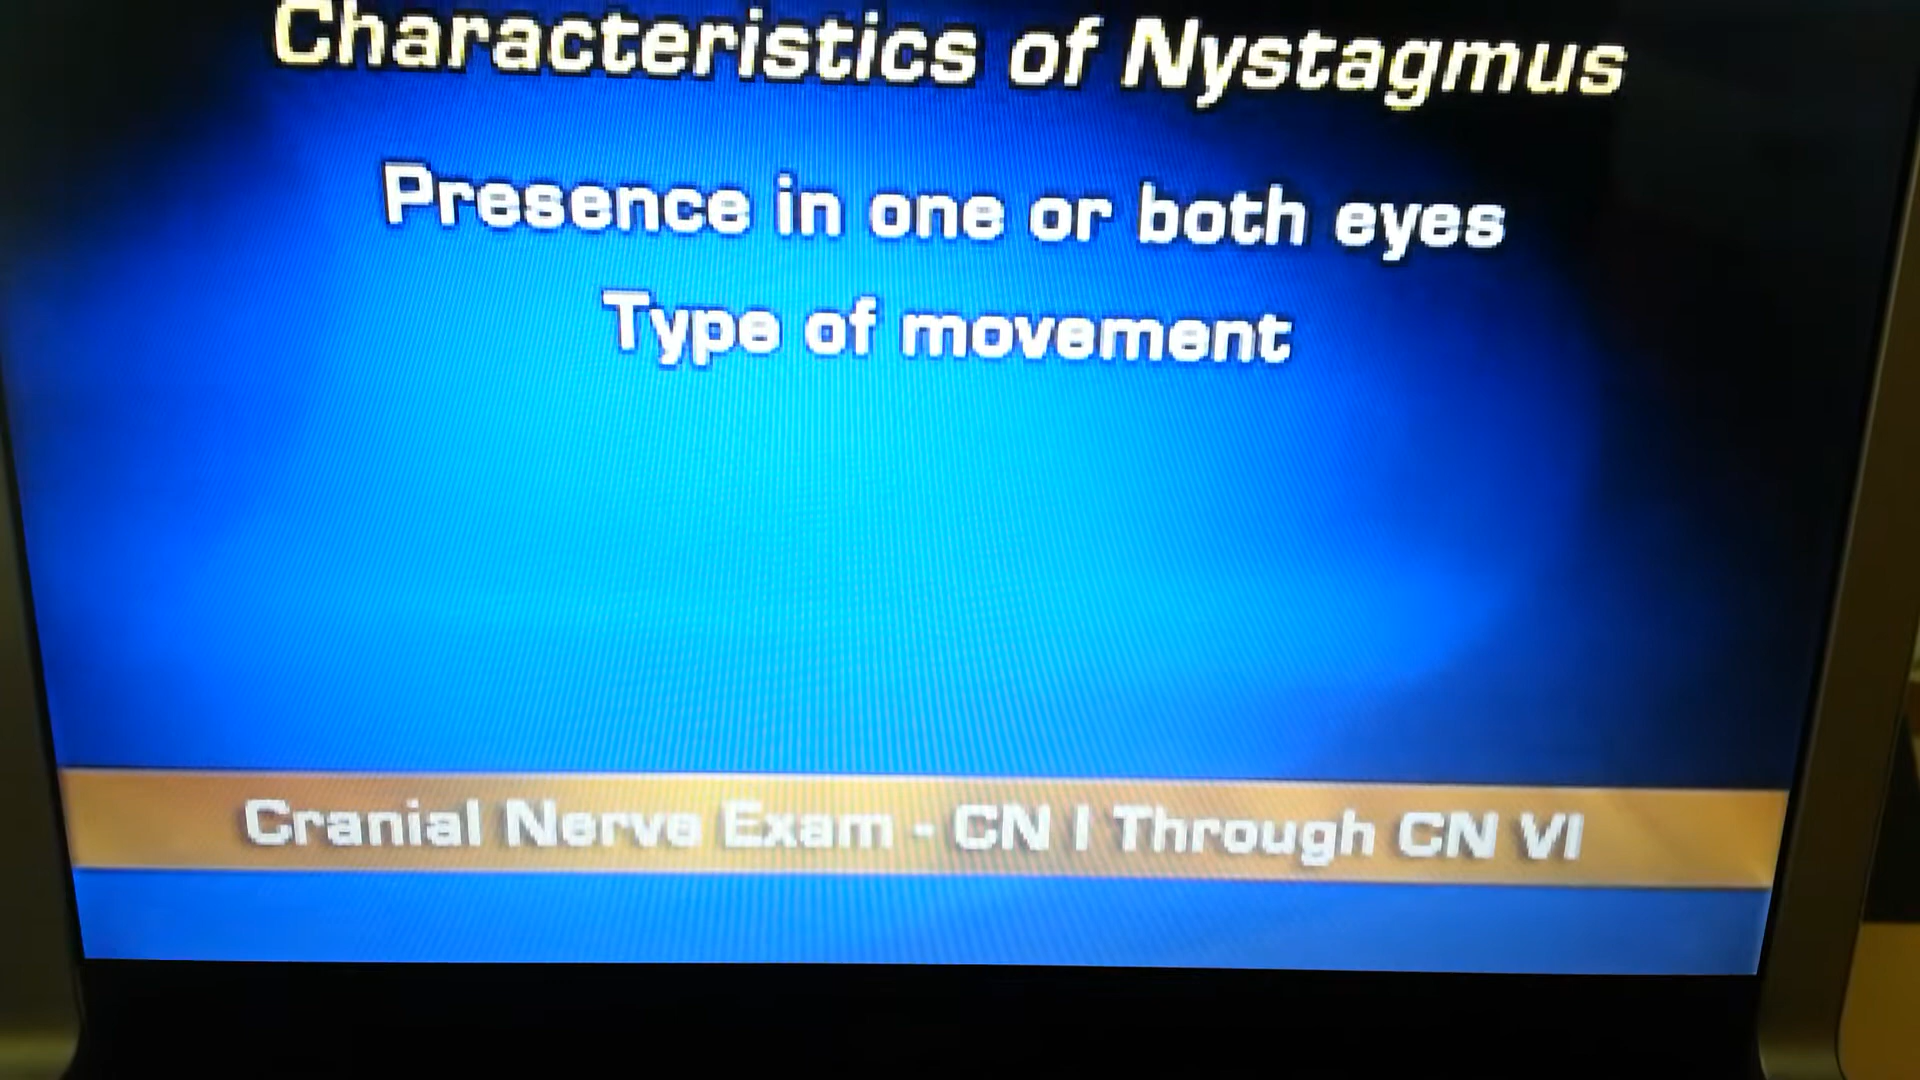 Characteristics of Nystagmus
Presence in one or both eyes
Type of movement
Cranial Nerve Exam - CN I Through CN VI